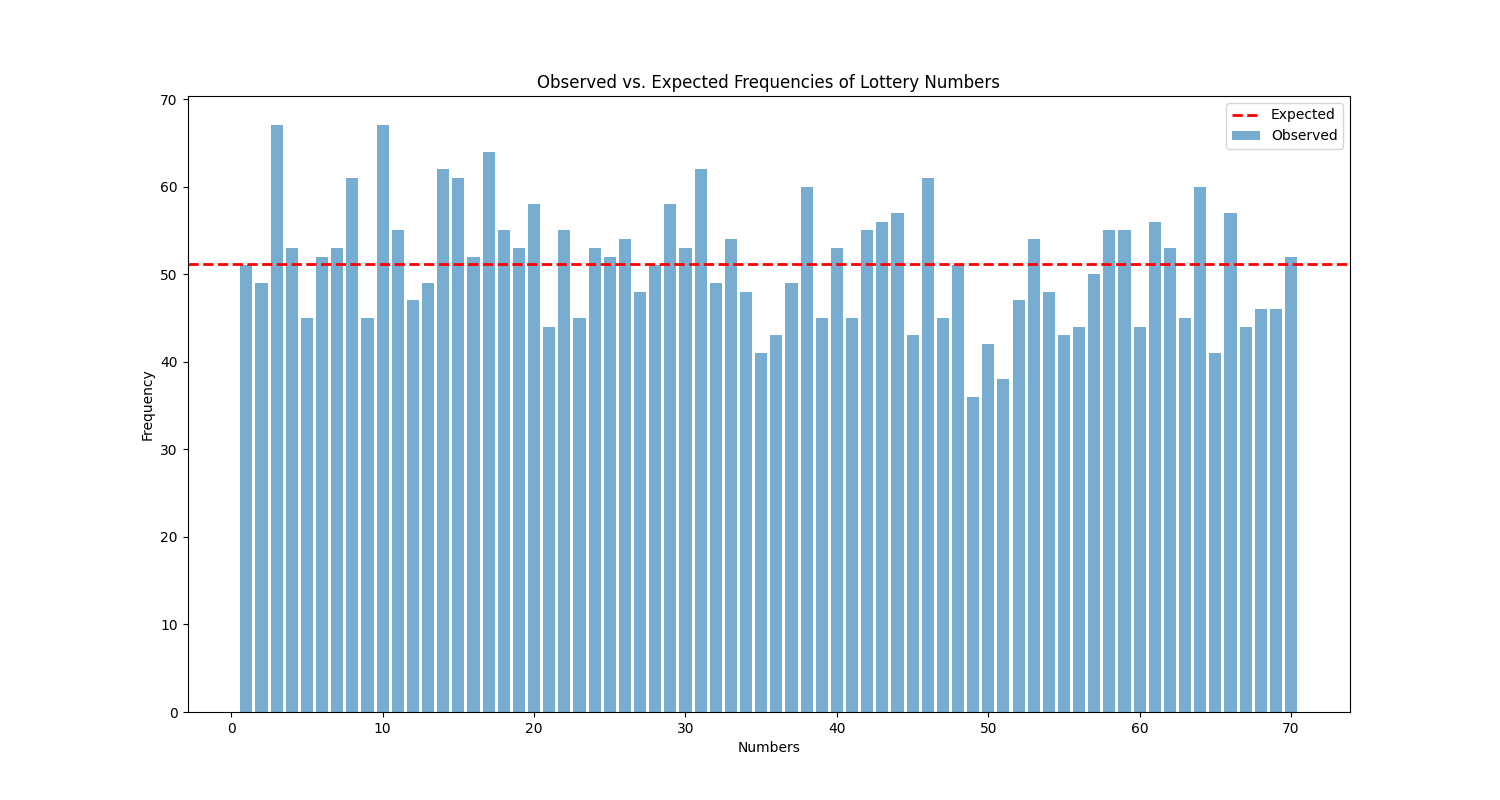 Observed vs. Expected Frequencies of Lottery Numbers
Expected
Observed
70
60
50
40
30
20
10
0
Frequency
0 10 20 30 40 50 60 70
Numbers